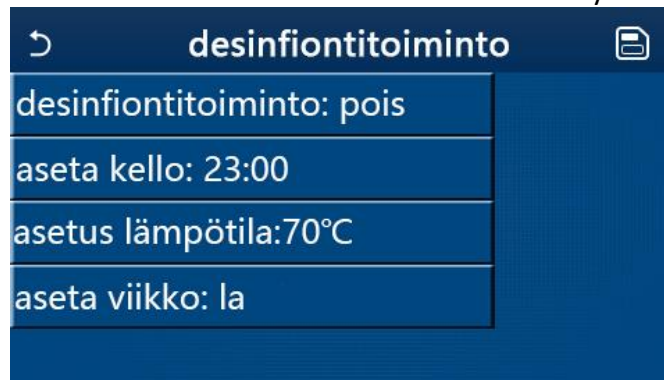 desinfiontitoiminto
desinfiontitoiminto: pois
aseta kello: 23:00
asetus lämpötila:70℃
aseta viikko: la